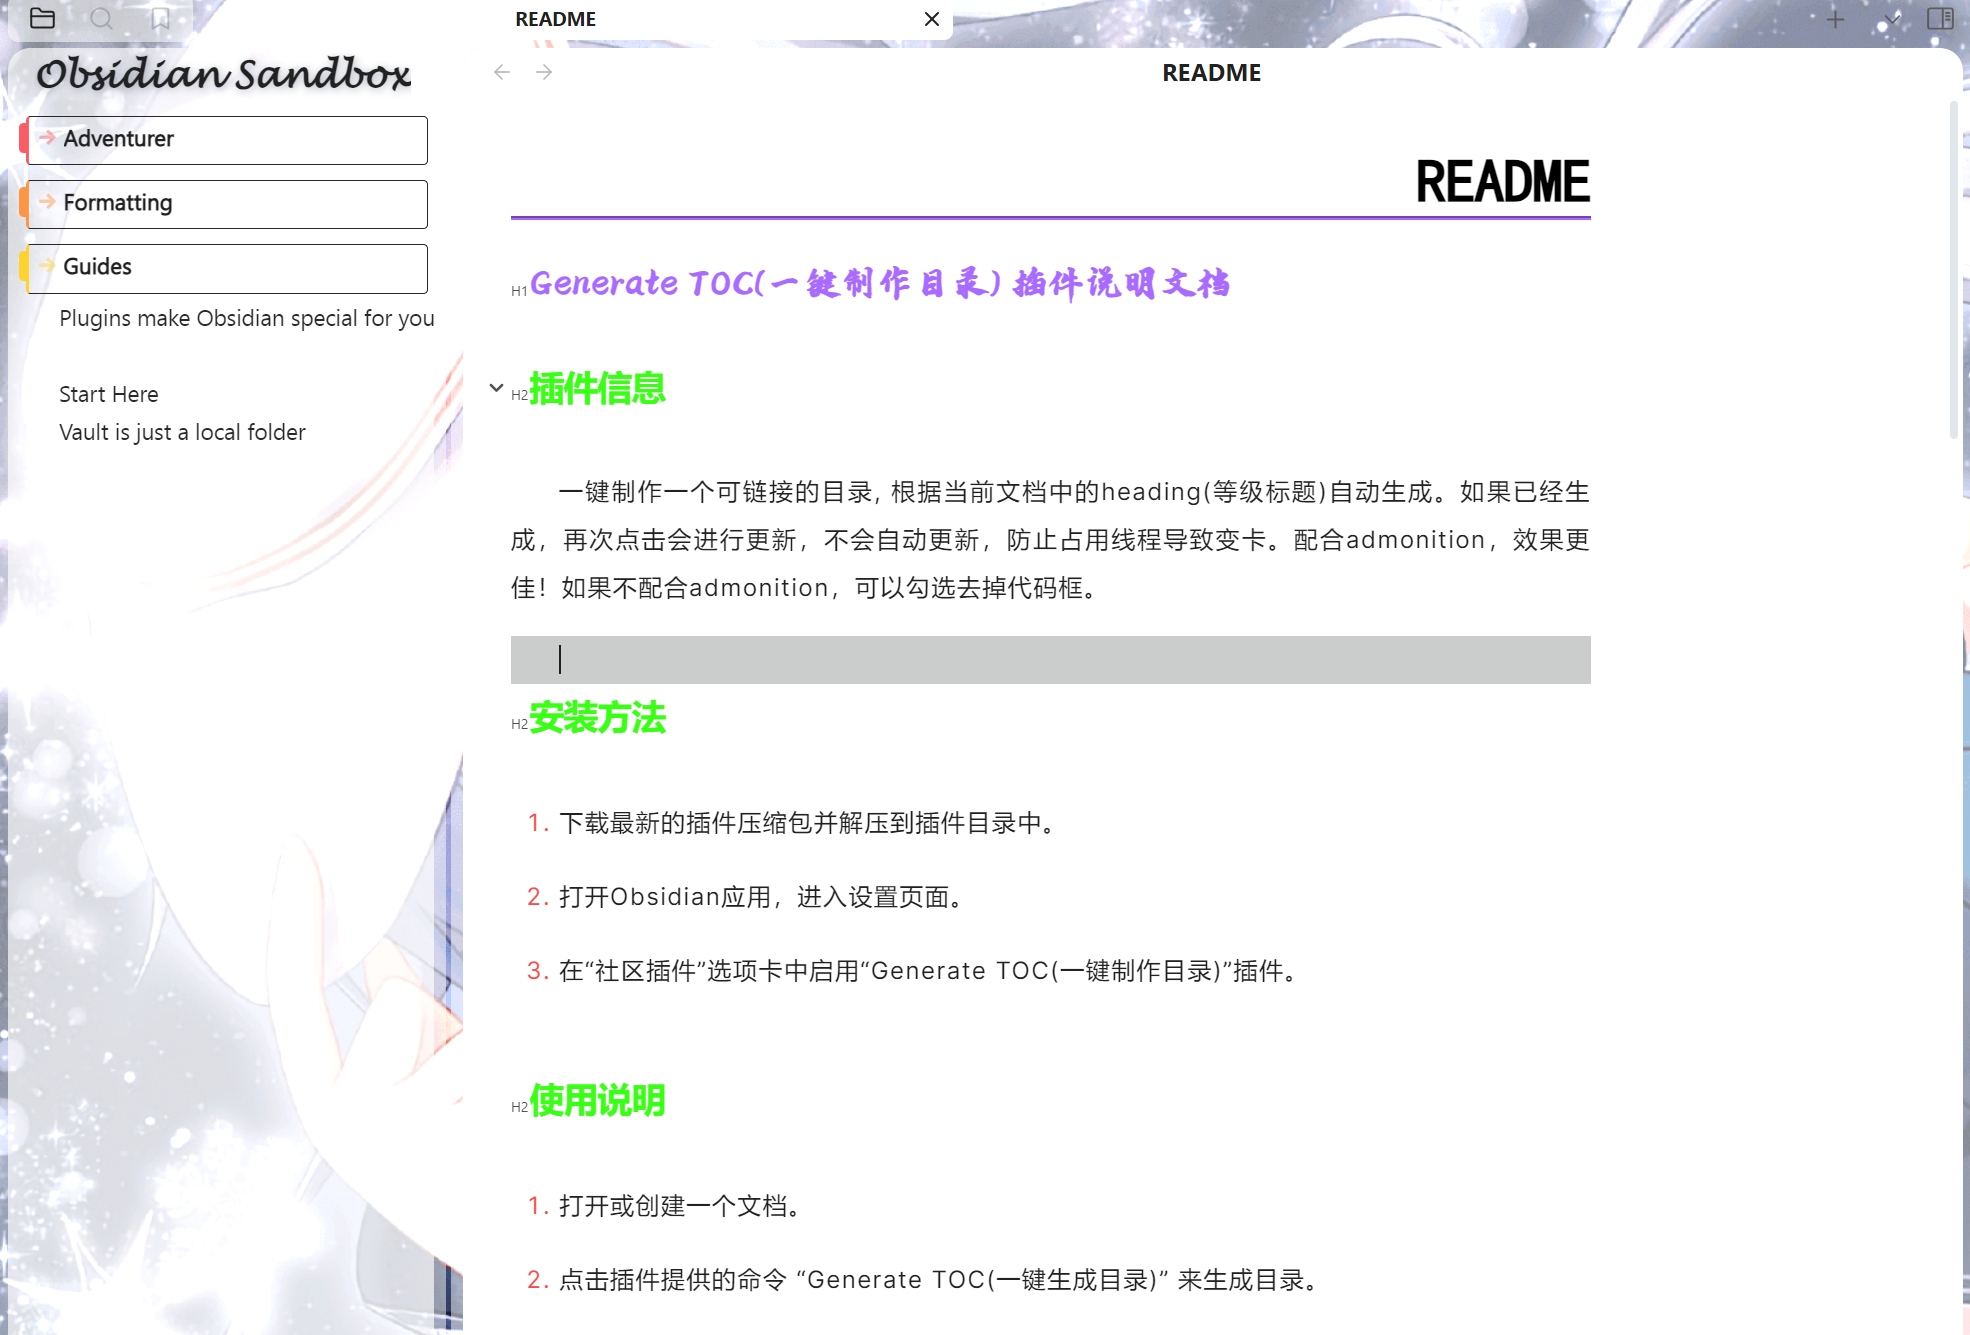 README
Obsidian Sandbox
Adventurer
Formatting
Guides
Plugins make Obsidian special for you
Start Here
Vault is just a local folder
README
README
H1 Generate TOC(一键制作目录) 插件说明文档
H2 插件信息
一键制作一个可链接的目录, 根据当前文档中的heading(等级标题)自动生成。如果已经生
成，再次点击会进行更新，不会自动更新，防止占用线程导致变卡。配合admonition，效果更
佳！如果不配合admonition，可以勾选去掉代码框。
H2 安装方法
1. 下载最新的插件压缩包并解压到插件目录中。
2. 打开Obsidian应用，进入设置页面。
3. 在“社区插件”选项卡中启用“Generate TOC(一键制作目录)”插件。
H2 使用说明
1. 打开或创建一个文档。
2. 点击插件提供的命令 “Generate TOC(一键生成目录)” 来生成目录。